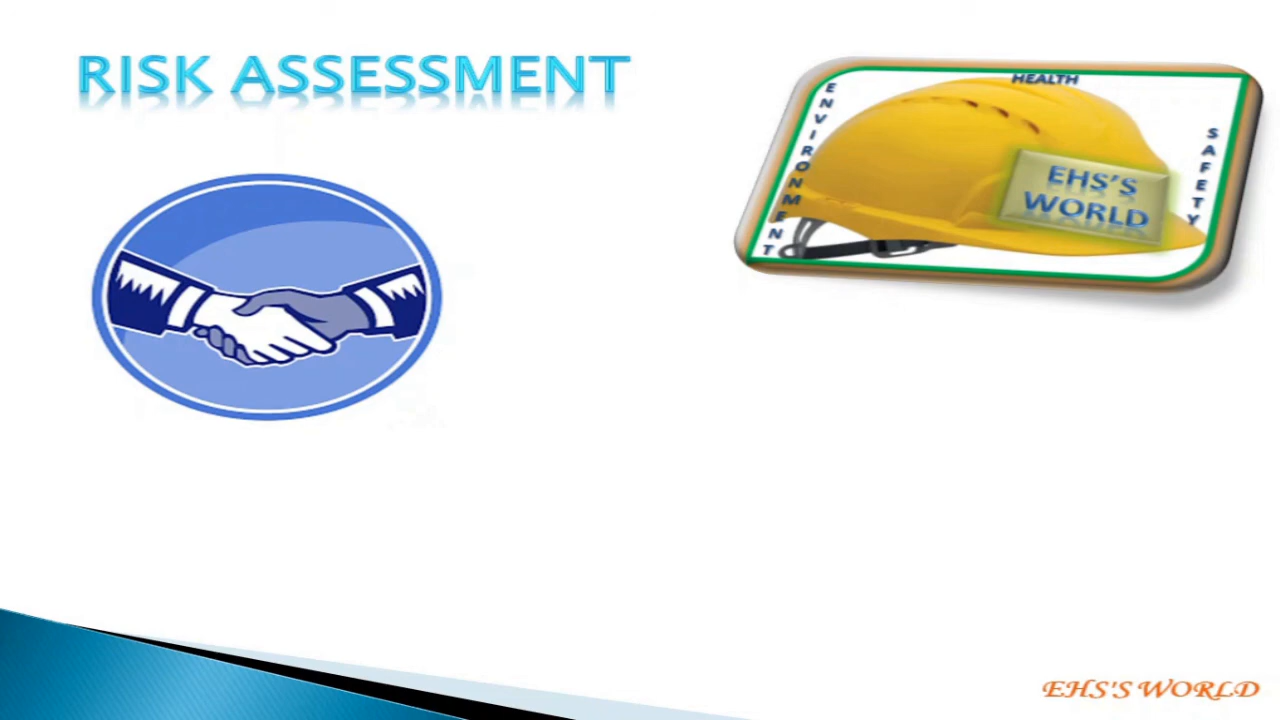 RISK ASSESSMENT
HEALTH
ENVIRONMENT
SAFETY
EHS'S
WORLD
EHS'S WORLD